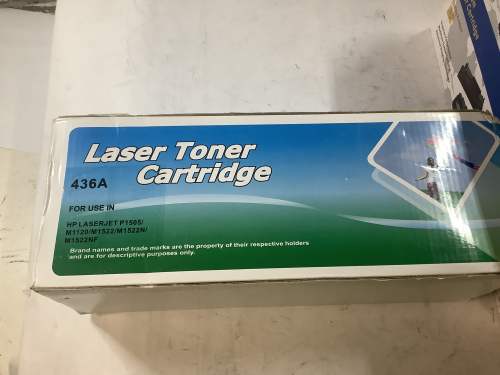 Laser Toner
Cartridge
436A
FOR USE IN
HP LASERJET P1505/
M1120/M1522/M1522N/
M1522NF
Brand names and trade marks are the property of their respective holders
and are for descriptive purposes only.
Cartridge